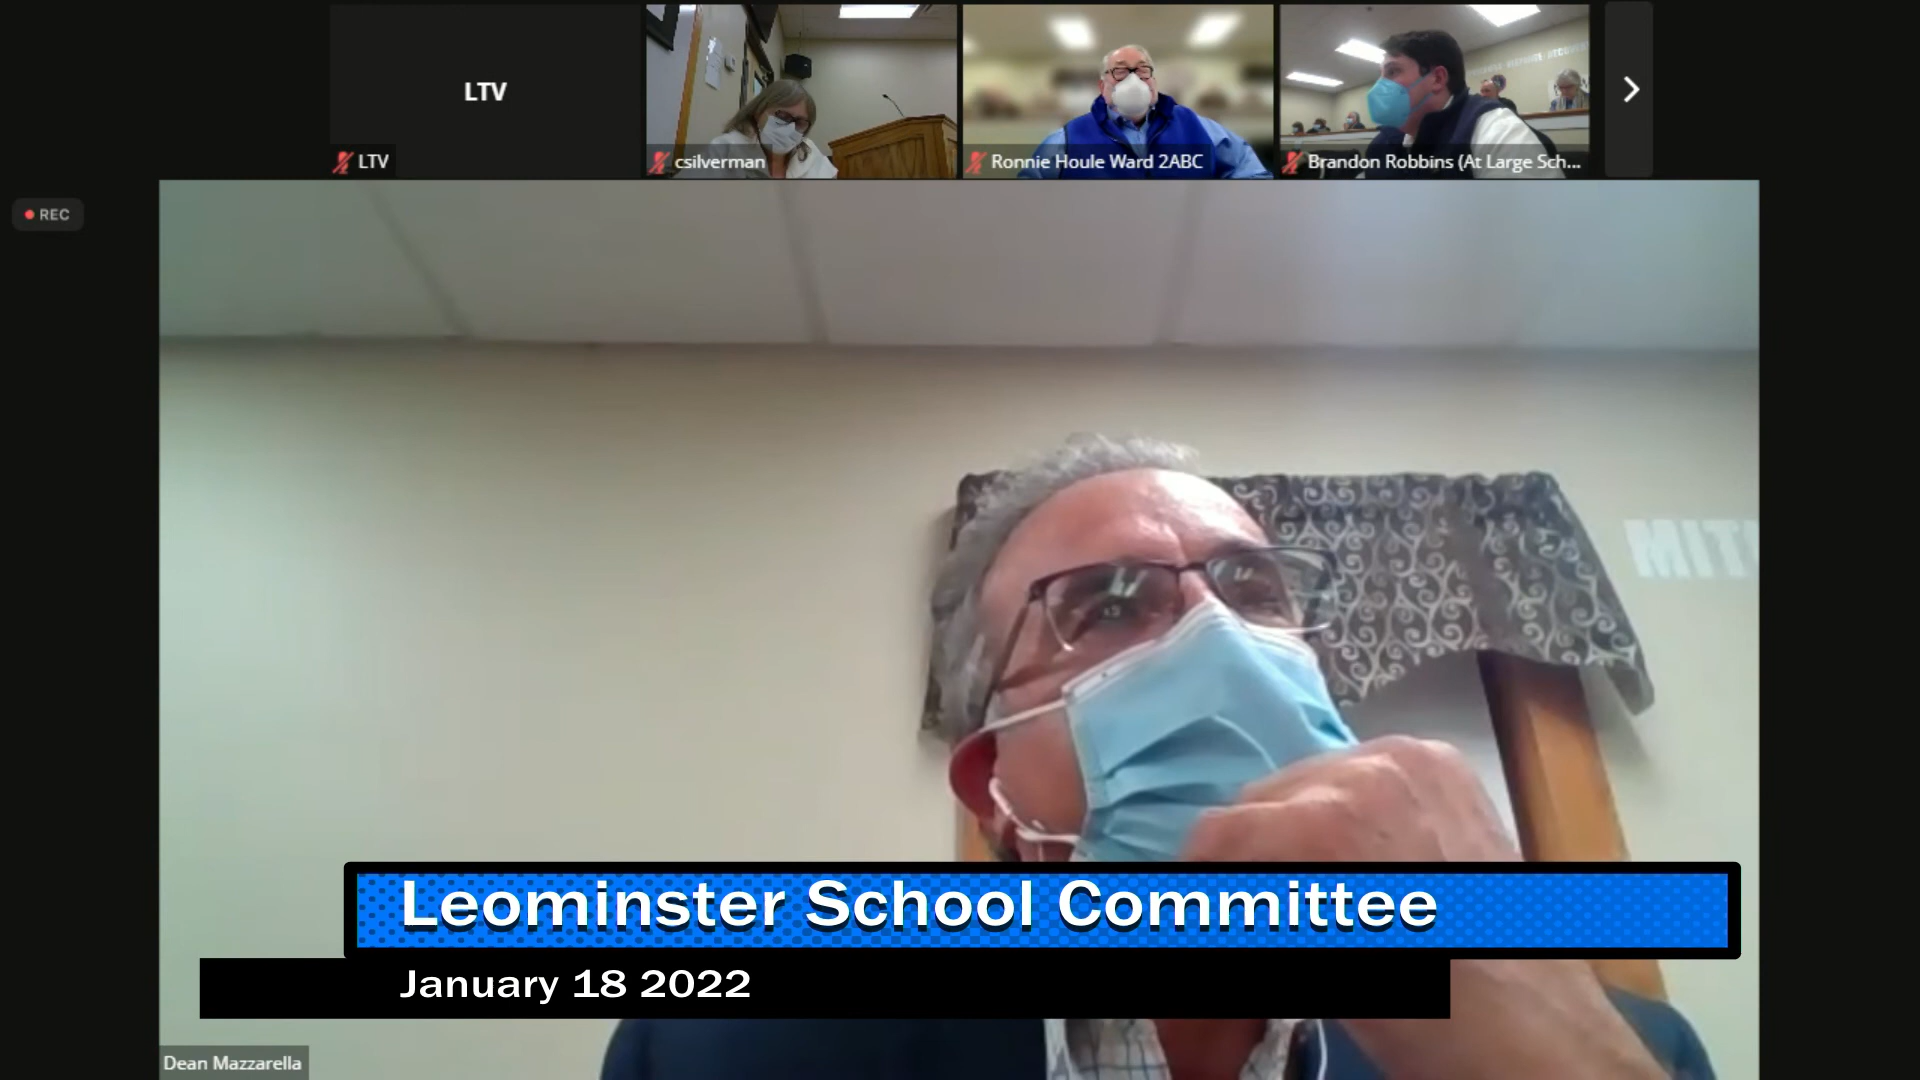 LTV
LTV
csilverman
Ronnie Houle Ward 2ABC
Brandon Robbins (At Large Sch...
REC
MIT
Leominster School Committee
January 18 2022
Dean Mazzarella